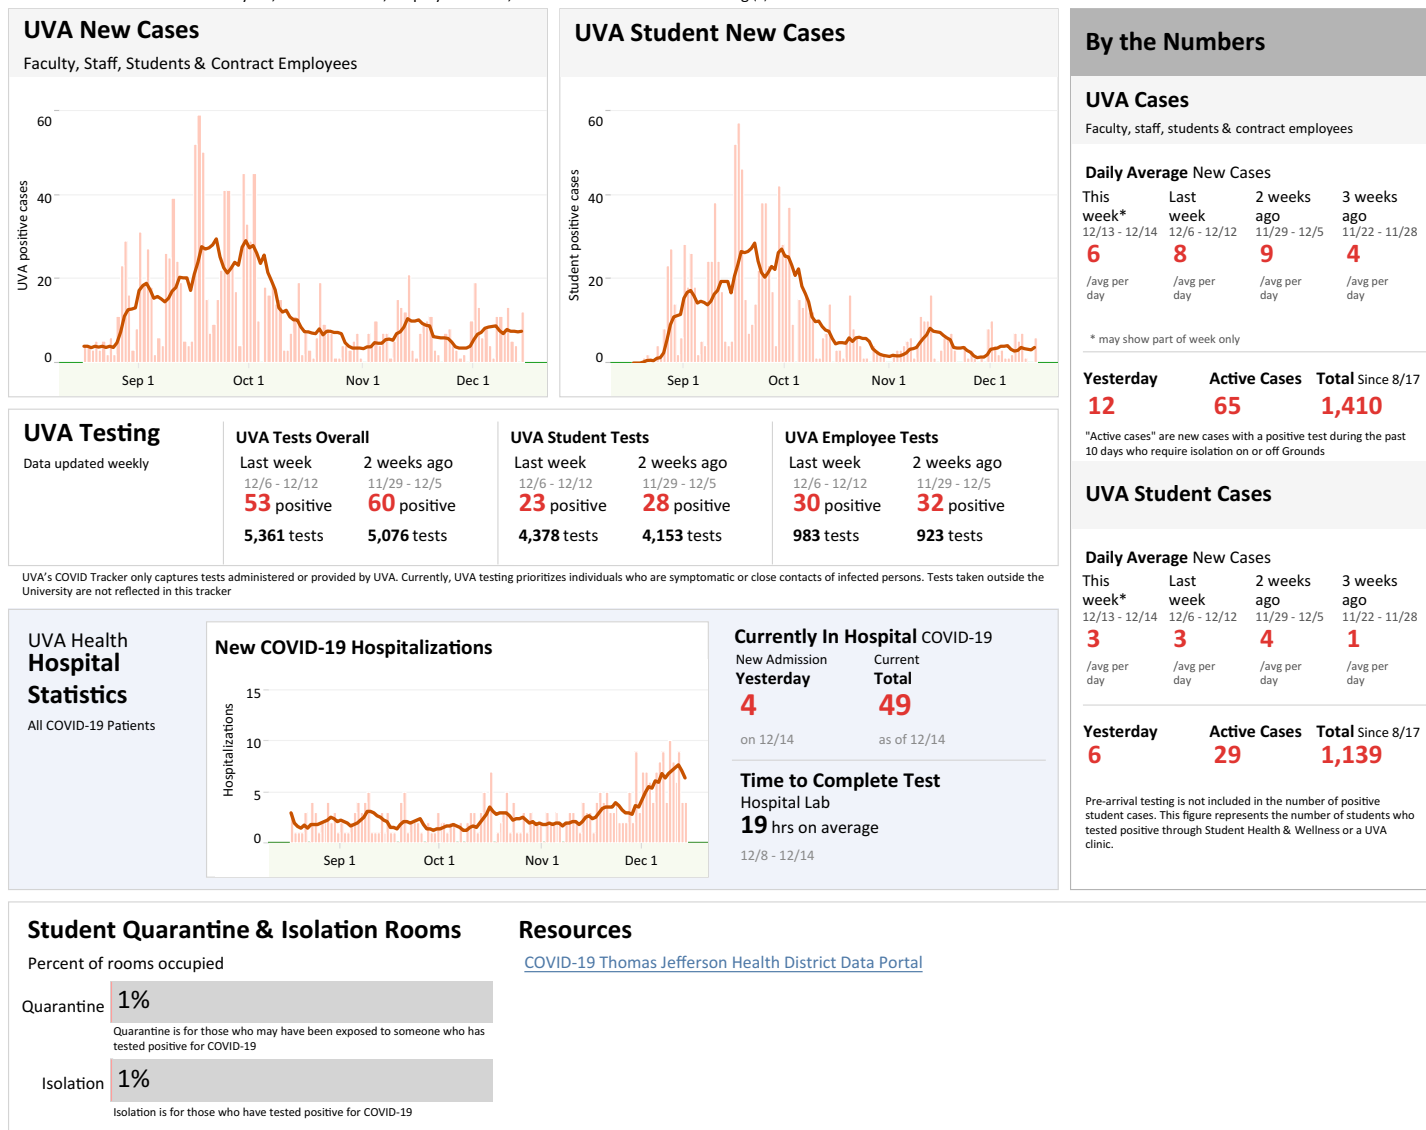 UVA New Cases
Faculty, Staff, Students & Contract Employees
60
40
20
0
UVA positive cases
Sep 1
Oct 1
Nov 1
Dec 1
UVA Student New Cases
60
40
20
0
Student positive cases
Sep 1
Oct 1
Nov 1
Dec 1
By the Numbers
UVA Cases
Faculty, staff, students & contract employees
Daily Average New Cases
This week*
12/13 - 12/14
6
/avg per day
Last week
12/6 - 12/12
8
/avg per day
2 weeks ago
11/29 - 12/5
9
/avg per day
3 weeks ago
11/22 - 11/28
4
/avg per day
* may show part of week only
Yesterday
12
Active Cases
65
Total Since 8/17
1,410
"Active cases" are new cases with a positive test during the past
10 days who require isolation on or off Grounds
UVA Student Cases
Daily Average New Cases
This week*
12/13 - 12/14
3
/avg per day
Last week
12/6 - 12/12
3
/avg per day
2 weeks ago
11/29 - 12/5
4
/avg per day
3 weeks ago
11/22 - 11/28
1
/avg per day
Yesterday
6
Active Cases
29
Total Since 8/17
1,139
Pre-arrival testing is not included in the number of positive
student cases. This figure represents the number of students who
tested positive through Student Health & Wellness or a UVA
clinic.
UVA Testing
Data updated weekly
UVA Tests Overall
Last week
12/6 - 12/12
53 positive
5,361 tests
2 weeks ago
11/29 - 12/5
60 positive
5,076 tests
UVA Student Tests
Last week
12/6 - 12/12
23 positive
4,378 tests
2 weeks ago
11/29 - 12/5
28 positive
4,153 tests
UVA Employee Tests
Last week
12/6 - 12/12
30 positive
983 tests
2 weeks ago
11/29 - 12/5
32 positive
923 tests
UVA's COVID Tracker only captures tests administered or provided by UVA. Currently, UVA testing prioritizes individuals who are symptomatic or close contacts of infected persons. Tests taken outside the
University are not reflected in this tracker
UVA Health
Hospital
Statistics
All COVID-19 Patients
New COVID-19 Hospitalizations
15
10
5
0
Hospitalizations
Sep 1
Oct 1
Nov 1
Dec 1
Currently In Hospital COVID-19
New Admission
Yesterday
4
on 12/14
Current
Total
49
as of 12/14
Time to Complete Test
Hospital Lab
19 hrs on average
12/8 - 12/14
Student Quarantine & Isolation Rooms
Percent of rooms occupied
Quarantine
1%
Quarantine is for those who may have been exposed to someone who has
tested positive for COVID-19
Isolation
1%
Isolation is for those who have tested positive for COVID-19
Resources
COVID-19 Thomas Jefferson Health District Data Portal